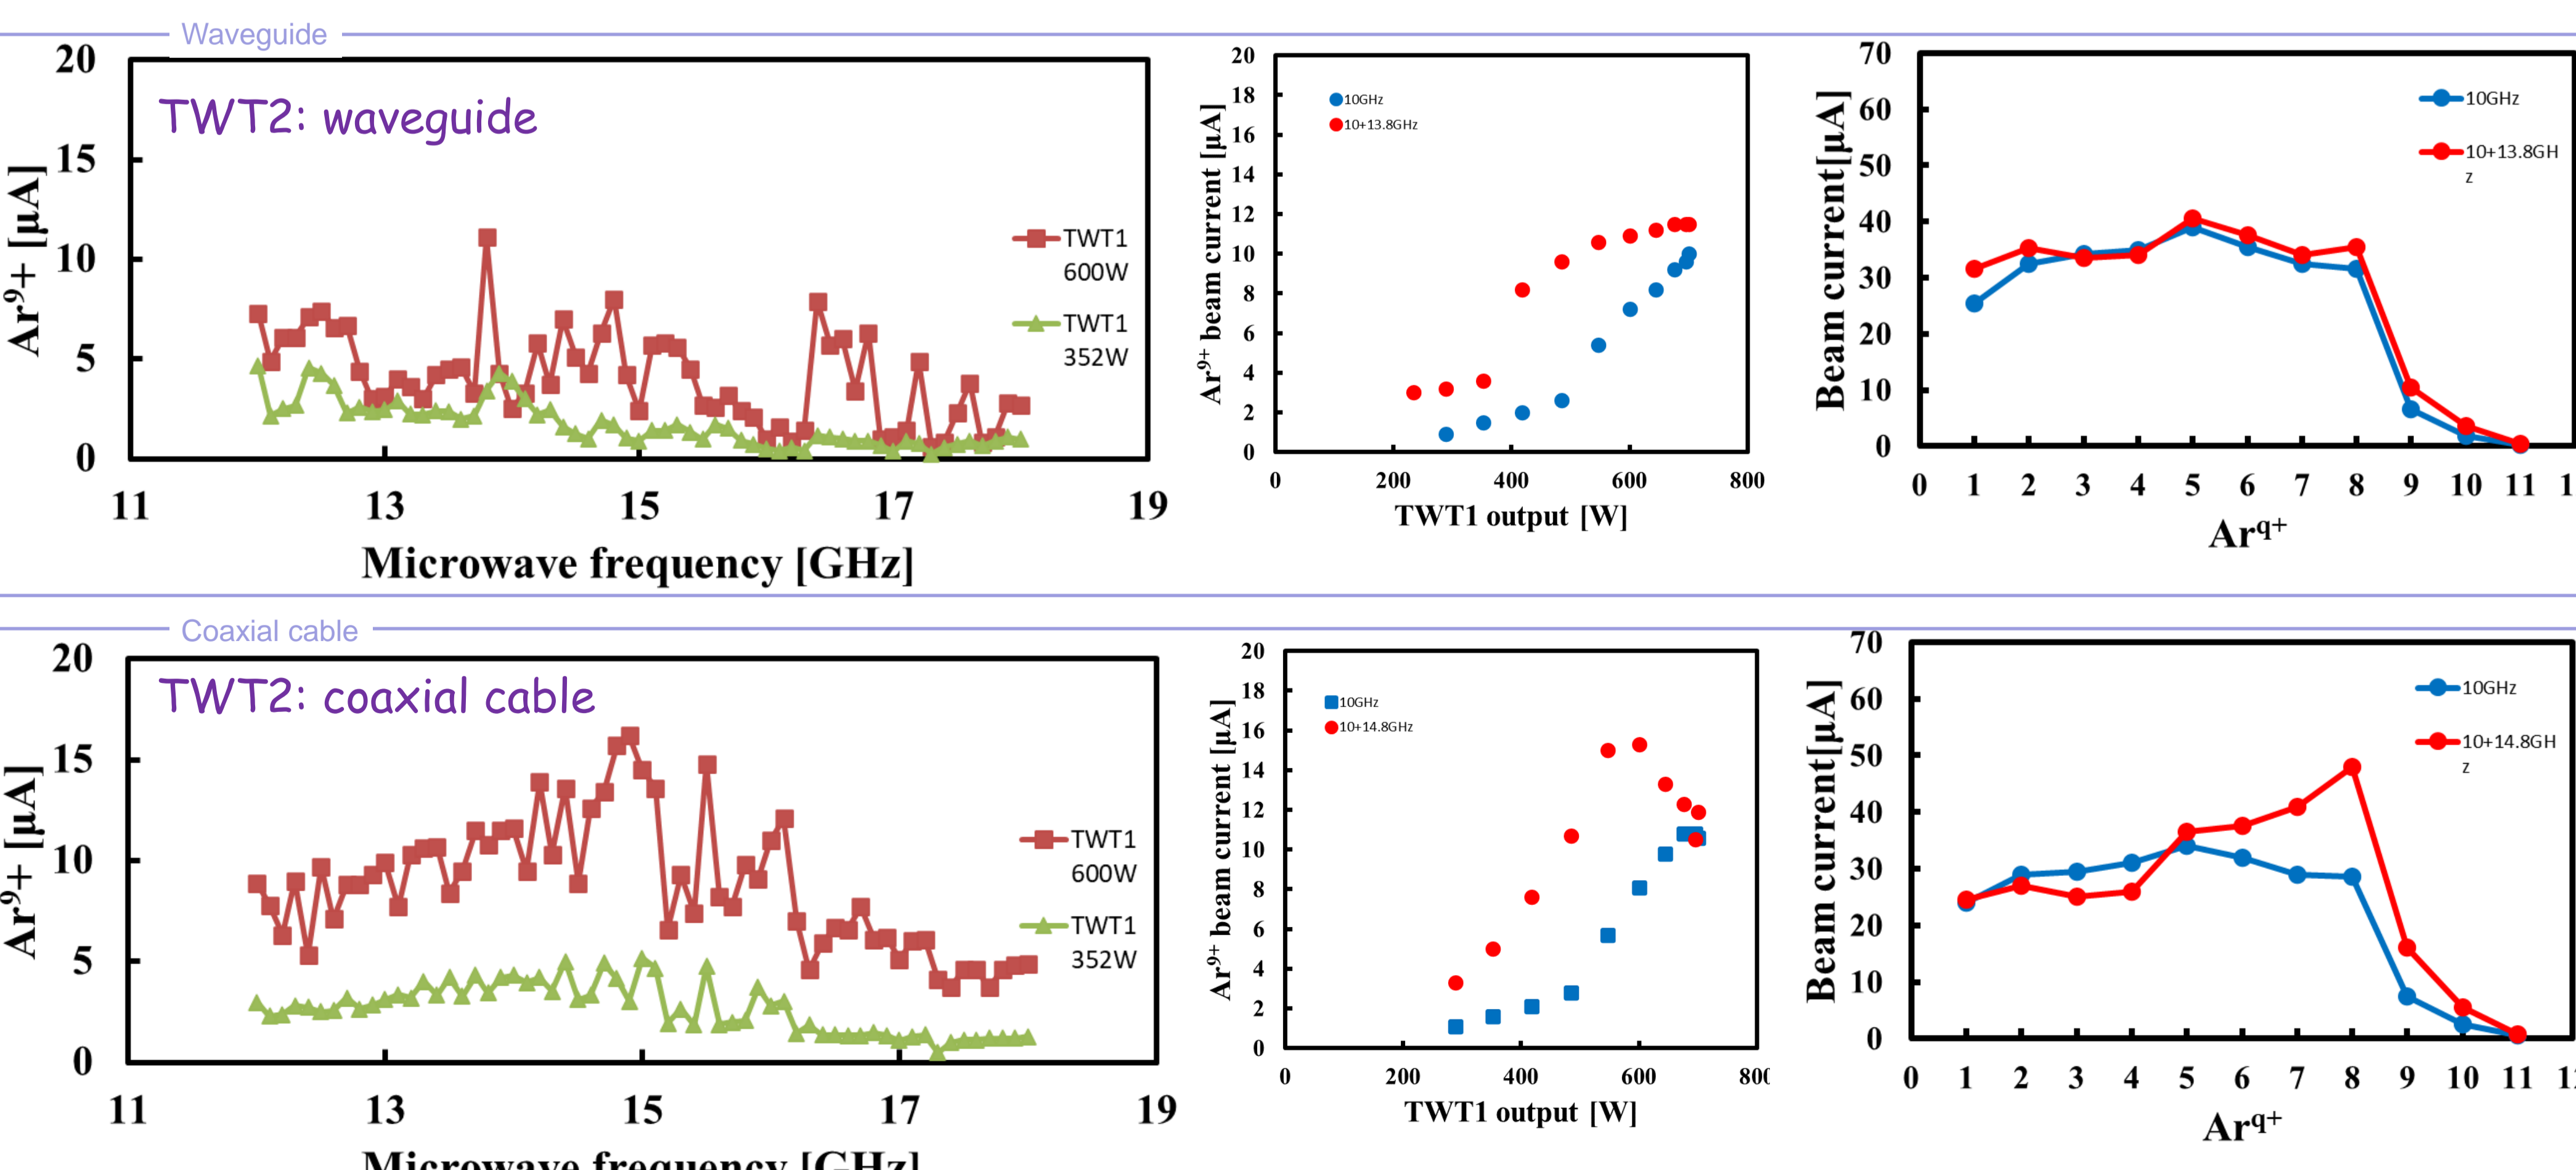 Waveguide
TWT2: waveguide
20
15
10
5
0
Ar⁹+ [µA]
TWT1
600W
TWT1
352W
11 13 15 17 19
Microwave frequency [GHz]
20
18
16
14
12
10
8
6
4
2
0
Ar⁹⁺ beam current [µA]
10GHz
10+13.8GHz
0 200 400 600 800
TWT1 output [W]
70
60
50
40
30
20
10
0
Beam current[µA]
10GHz
10+13.8GH
z
0 1 2 3 4 5 6 7 8 9 10 11 1
Arq+
Coaxial cable
TWT2: coaxial cable
20
15
10
5
0
Ar⁹+ [µA]
TWT1
600W
TWT1
352W
11 13 15 17 19
Microwave frequency [GHz]
20
18
16
14
12
10
8
6
4
2
0
Ar⁹⁺ beam current [µA]
10GHz
10+14.8GHz
0 200 400 600 800
TWT1 output [W]
70
60
50
40
30
20
10
0
Beam current[µA]
10GHz
10+14.8GH
z
0 1 2 3 4 5 6 7 8 9 10 11
Arq+